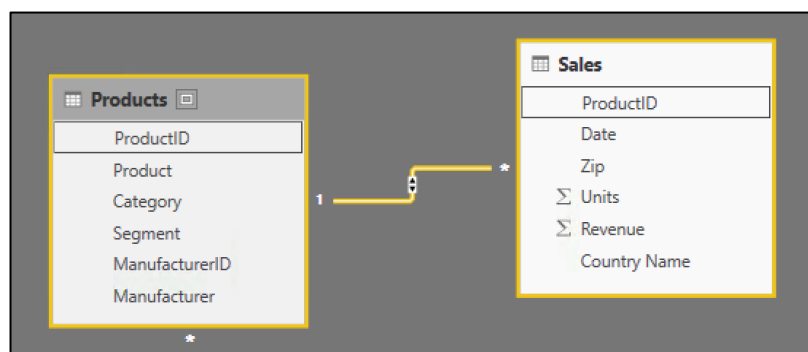 Products
ProductID
Product
Category
Segment
ManufacturerID
Manufacturer
*
1
*
Sales
ProductID
Date
Zip
Σ Units
Σ Revenue
Country Name